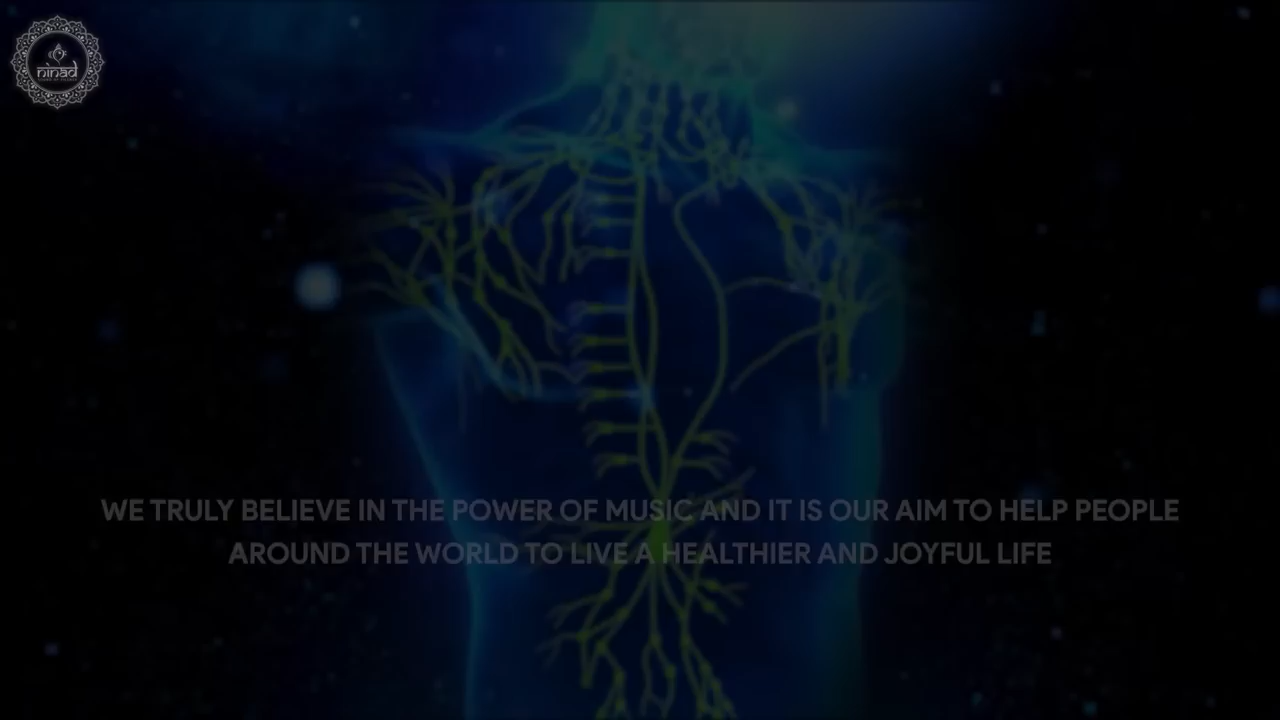 ninad
WE TRULY BELIEVE IN THE POWER OF MUSIC AND IT IS OUR AIM TO HELP PEOPLE
AROUND THE WORLD TO LIVE A HEALTHIER AND JOYFUL LIFE